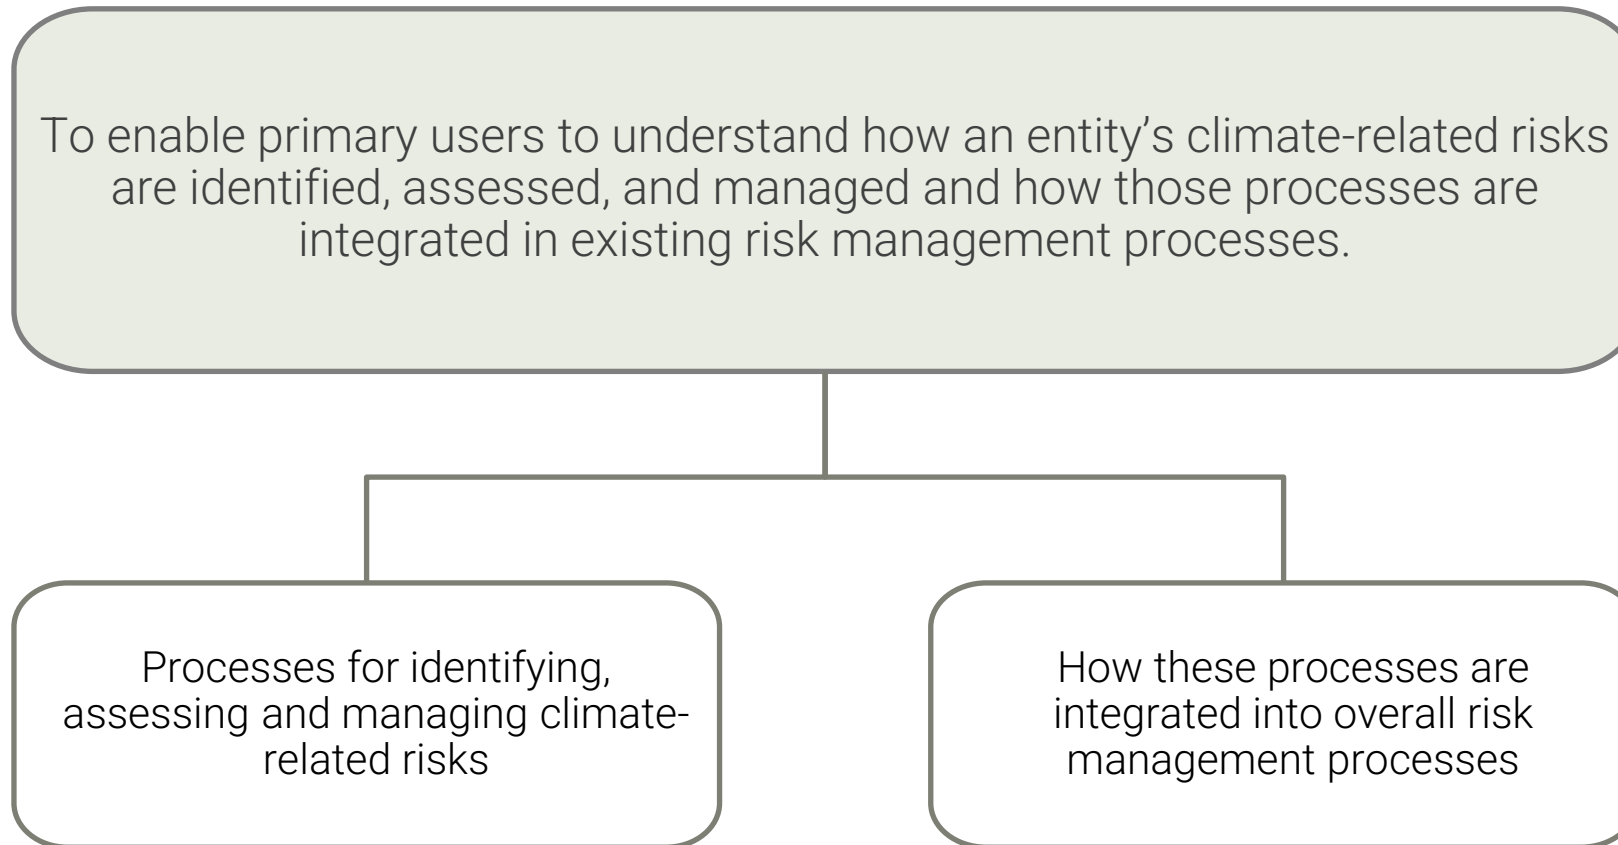 To enable primary users to understand how an entity’s climate-related risks
are identified, assessed, and managed and how those processes are
integrated in existing risk management processes.
Processes for identifying,
assessing and managing climate-
related risks
How these processes are
integrated into overall risk
management processes